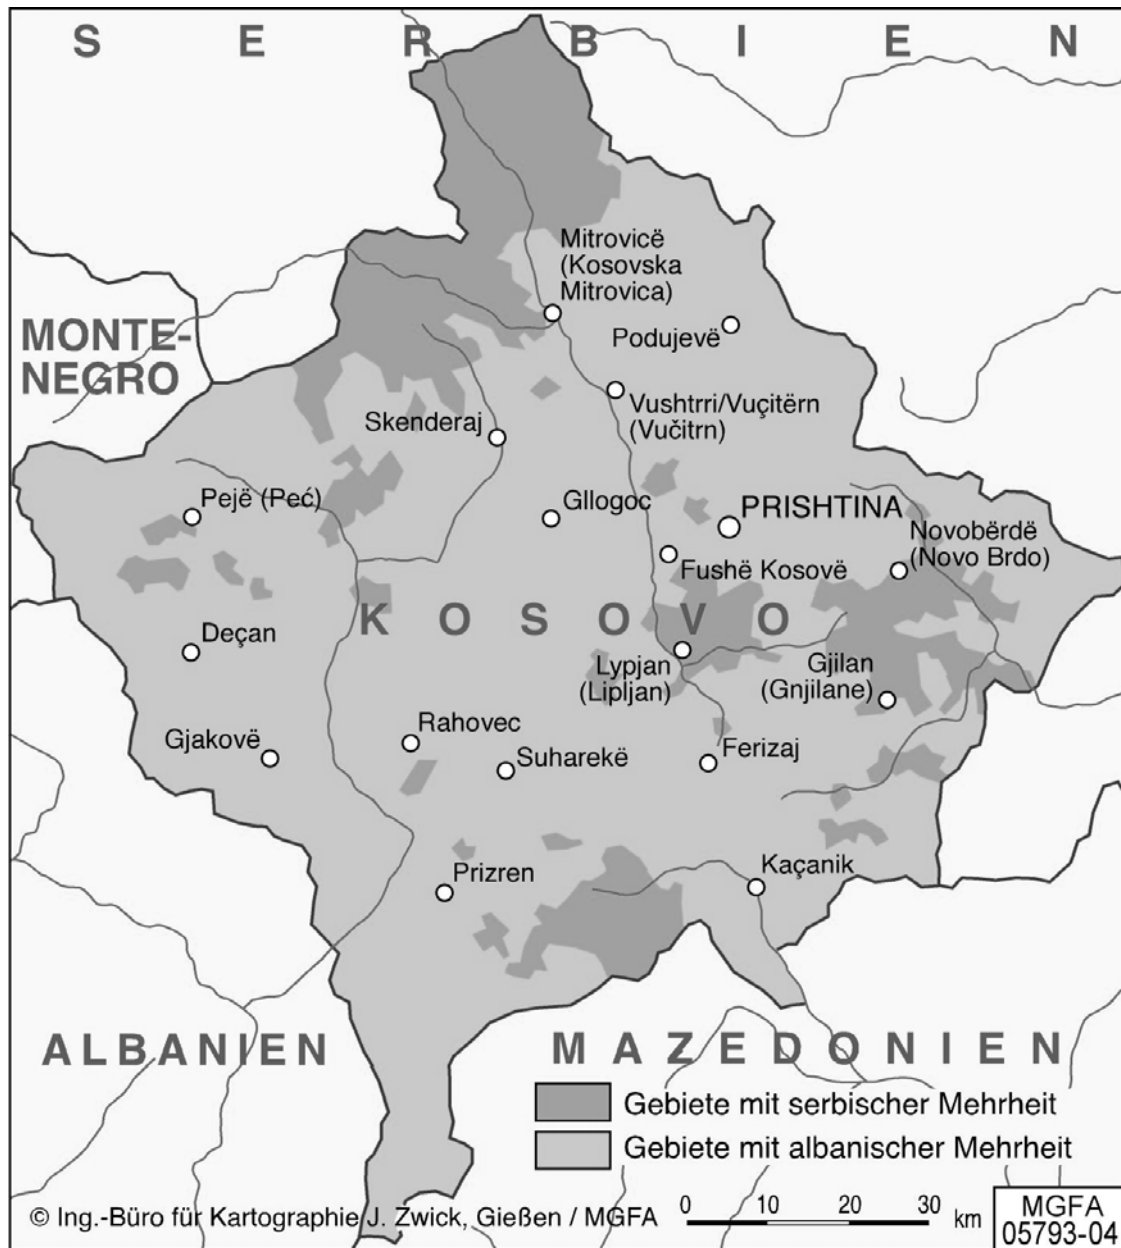 SERBIEN
Mitrovicë
(Kosovska
Mitrovica)
MONTE-
NEGRO
Podujevë
Vushtrri/Vuçitërn
(Vučitrn)
Skenderaj
Pejë (Peć)
Gllogoc
PRISHTINA
Novobërdë
(Novo Brdo)
Fushë Kosovë
KOSOVO
Deçan
Lypjan
(Lipljan)
Gjilan
(Gnjilane)
Rahovec
Gjakovë
Suharekë
Ferizaj
Prizren
Kaçanik
ALBANIEN
MAZEDONIEN
Gebiete mit serbischer Mehrheit
Gebiete mit albanischer Mehrheit
0 10 20 30 km
© Ing.-Büro für Kartographie J. Zwick, Gießen / MGFA
MGFA
05793-04